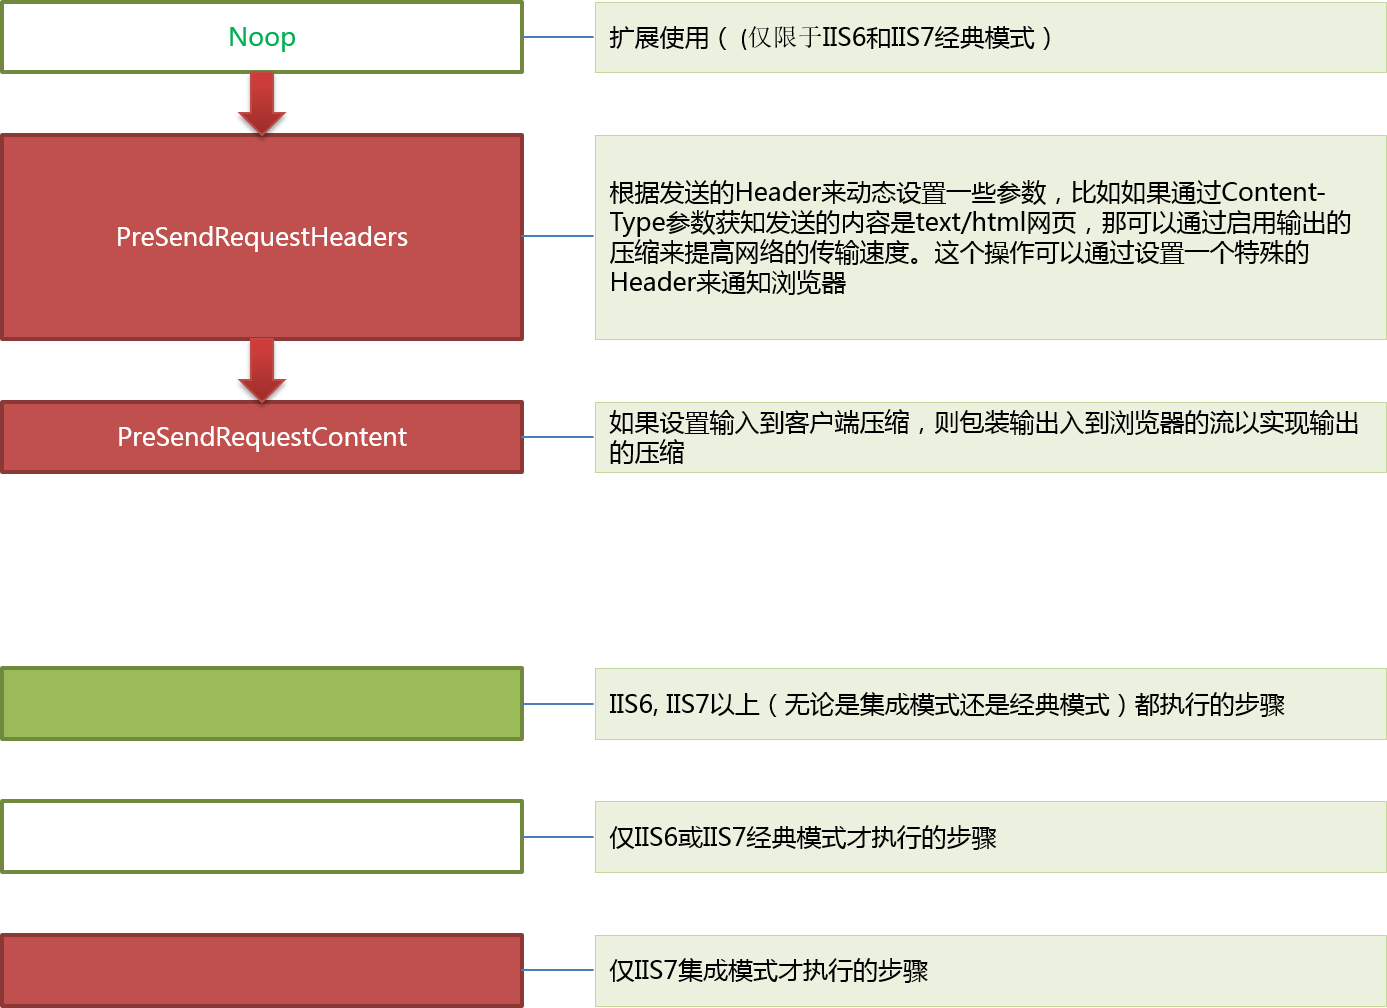 Noop
扩展使用（ (仅限于IIS6和IIS7经典模式）
PreSendRequestHeaders
根据发送的Header来动态设置一些参数，比如如果通过Content-
Type参数获知发送的内容是text/html网页，那可以通过启用输出的
压缩来提高网络的传输速度。这个操作可以通过设置一个特殊的
Header来通知浏览器
PreSendRequestContent
如果设置输入到客户端压缩，则包装输出入到浏览器的流以实现输出
的压缩
IIS6, IIS7以上（无论是集成模式还是经典模式）都执行的步骤
仅IIS6或IIS7经典模式才执行的步骤
仅IIS7集成模式才执行的步骤